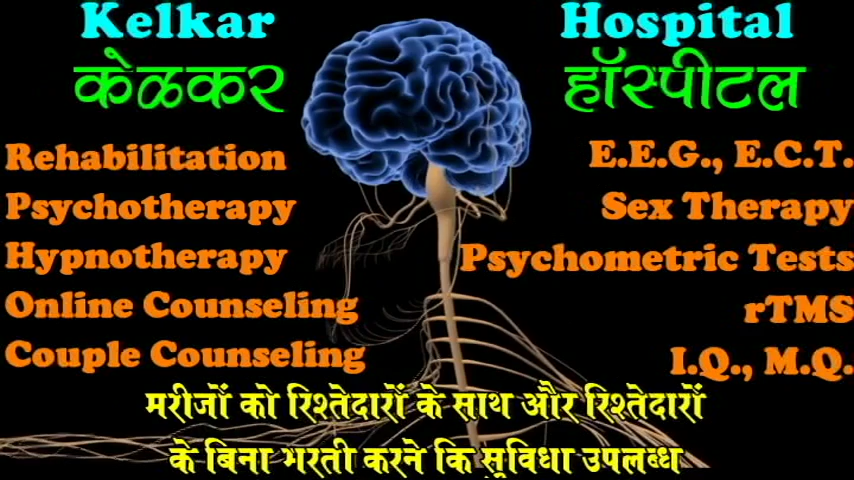 Kelkar Hospital
केळकर हॉस्पीटल
Rehabilitation
Psychotherapy
Hypnotherapy
Online Counseling
Couple Counseling
E.E.G., E.C.T.
Sex Therapy
Psychometric Tests
rTMS
I.Q., M.Q.
मरीजों को रिश्तेदारों के साथ और रिश्तेदारों
के बिना भरती करने कि सुविधा उपलब्ध